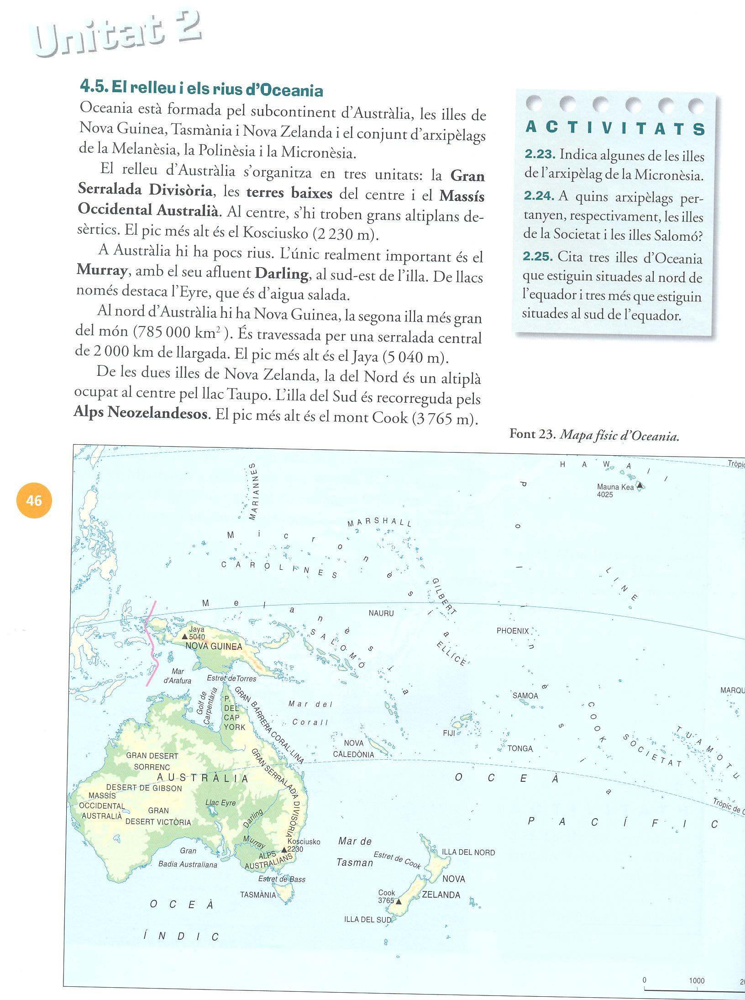 Unitat 2
4.5. El relleu i els rius d’Oceania
Oceania està formada pel subcontinent d’Austràlia, les illes de
Nova Guinea, Tasmània i Nova Zelanda i el conjunt d’arxipèlags
de la Melanèsia, la Polinèsia i la Micronèsia.
El relleu d’Austràlia s’organitza en tres unitats: la Gran
Serralada Divisòria, les terres baixes del centre i el Massís
Occidental Australià. Al centre, s’hi troben grans altiplans de-
sèrtics. El pic més alt és el Kosciusko (2 230 m).
A Austràlia hi ha pocs rius. L’únic realment important és el
Murray, amb el seu afluent Darling, al sud-est de l’illa. De llacs
només destaca l’Eyre, que és d’aigua salada.
Al nord d’Austràlia hi ha Nova Guinea, la segona illa més gran
del món (785 000 km² ). És travessada per una serralada central
de 2 000 km de llargada. El pic més alt és el Jaya (5 040 m).
De les dues illes de Nova Zelanda, la del Nord és un altiplà
ocupat al centre pel llac Taupo. L’illa del Sud és recorreguda pels
Alps Neozelandesos. El pic més alt és el mont Cook (3 765 m).
ACTIVITATS
2.23. Indica algunes de les illes
de l’arxipèlag de la Micronèsia.
2.24. A quins arxipèlags per-
tanyen, respectivament, les illes
de la Societat i les illes Salomó?
2.25. Cita tres illes d’Oceania
que estiguin situades al nord de
l’equador i tres més que estiguin
situades al sud de l’equador.
Font 23. Mapa físic d’Oceania.
46
HAWAII
Tròpic
Mauna Kea
4025
MARIANNES
MARSHALL
Micronèsia
CAROLINES
Polinèsia
LINE
GILBERT
Melanèsia
NAURU
PHOENIX
SALOMÓ
ELLICE
Jaya
5040
NOVA GUINEA
Mar
d'Arafura
Estret de Torres
Golf de
Carpentària
P.
DEL
CAP
YORK
GRAN BARRERA CORAL·LINA
Mar del
Corall
SAMOA
MARQU
COOK
SOCIETAT
TUAMOTU
FIJI
TONGA
NOVA
CALEDÒNIA
GRAN DESERT
SORRENC
AUSTRÀLIA
GRAN SERRALADA DIVISÒRIA
DESERT DE GIBSON
MASSÍS
OCCIDENTAL
AUSTRALIÀ
GRAN
DESERT VICTÒRIA
Llac Eyre
Darling
Murray
Kosciusko
2230
ALPS
AUSTRALIANS
Gran
Badia Australiana
Estret de Bass
TASMÀNIA
OCEÀ
PACÍFIC
Tròpic de C
Mar de
Tasman
Estret de Cook
ILLA DEL NORD
NOVA
ZELANDA
Cook
3765
ILLA DEL SUD
OCEÀ
ÍNDIC
0 1000 20